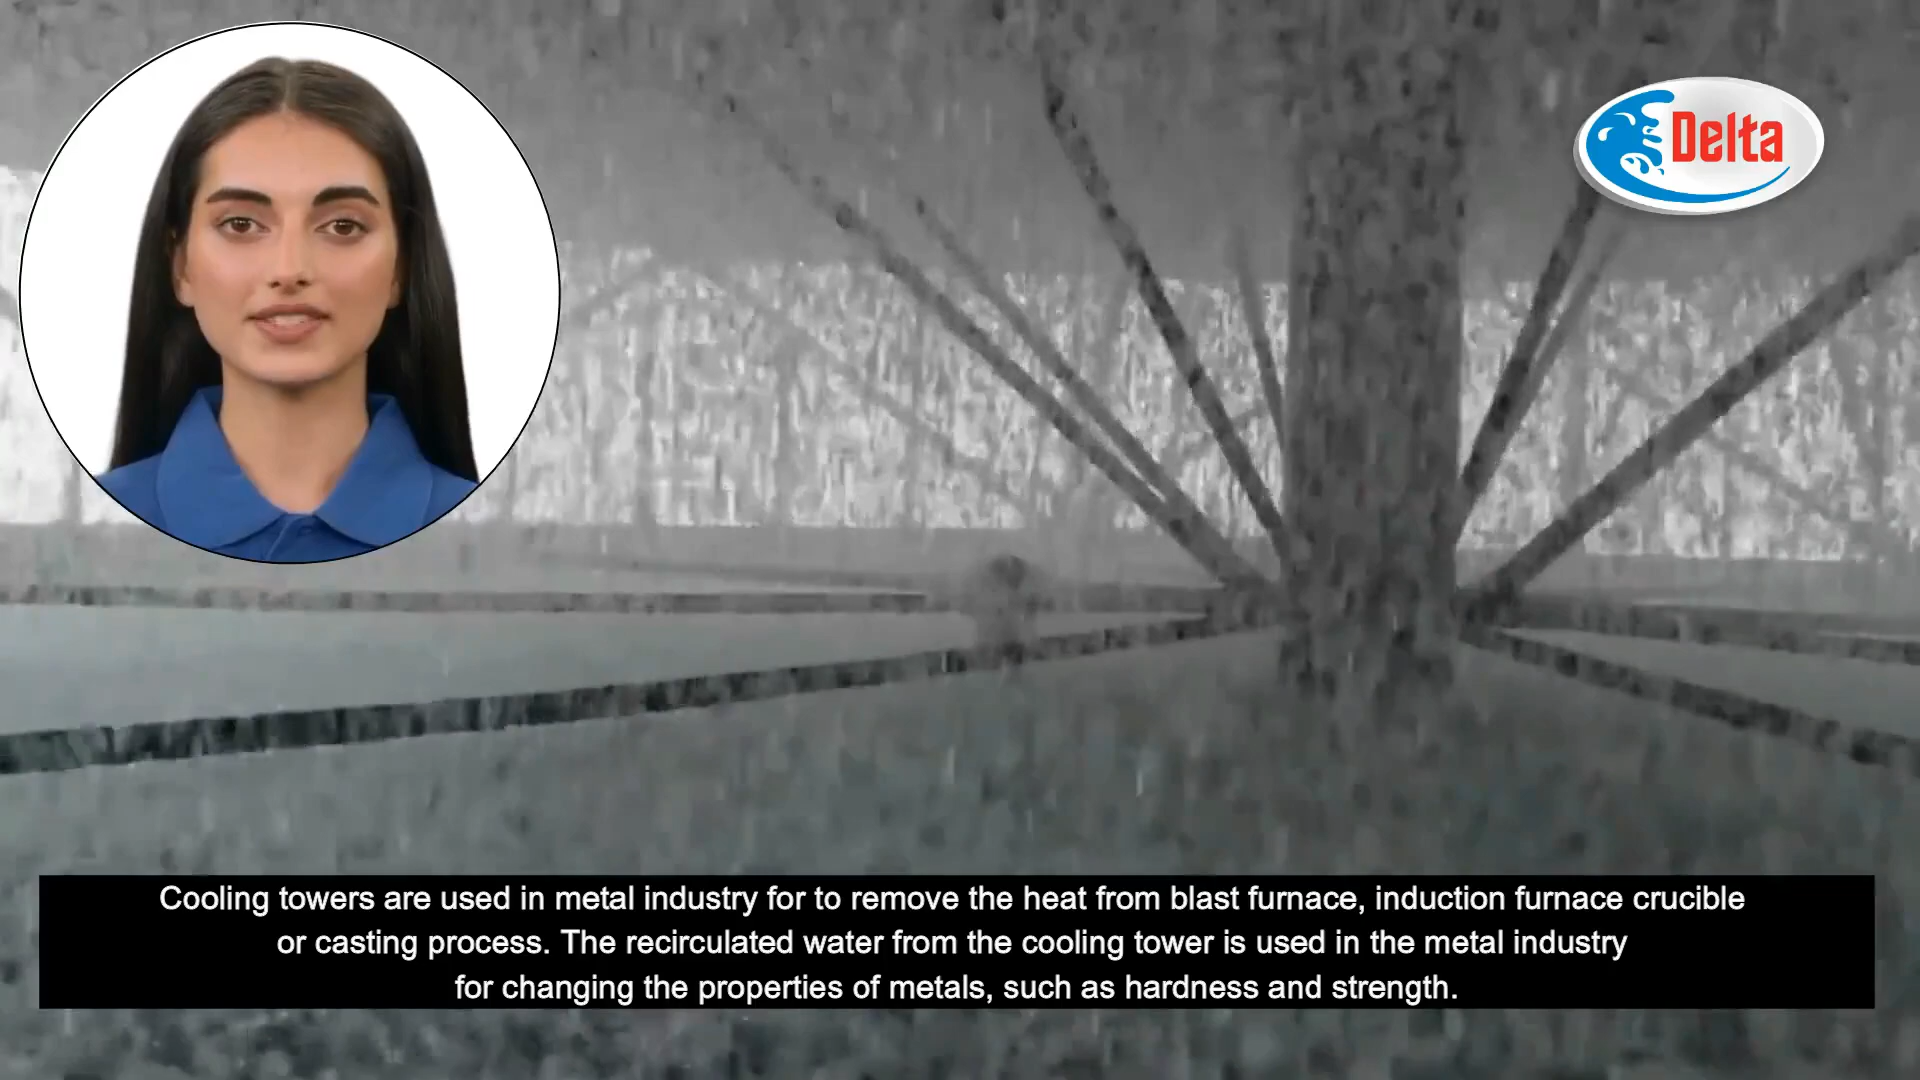 Delta
Cooling towers are used in metal industry for to remove the heat from blast furnace, induction furnace crucible
or casting process. The recirculated water from the cooling tower is used in the metal industry
for changing the properties of metals, such as hardness and strength.